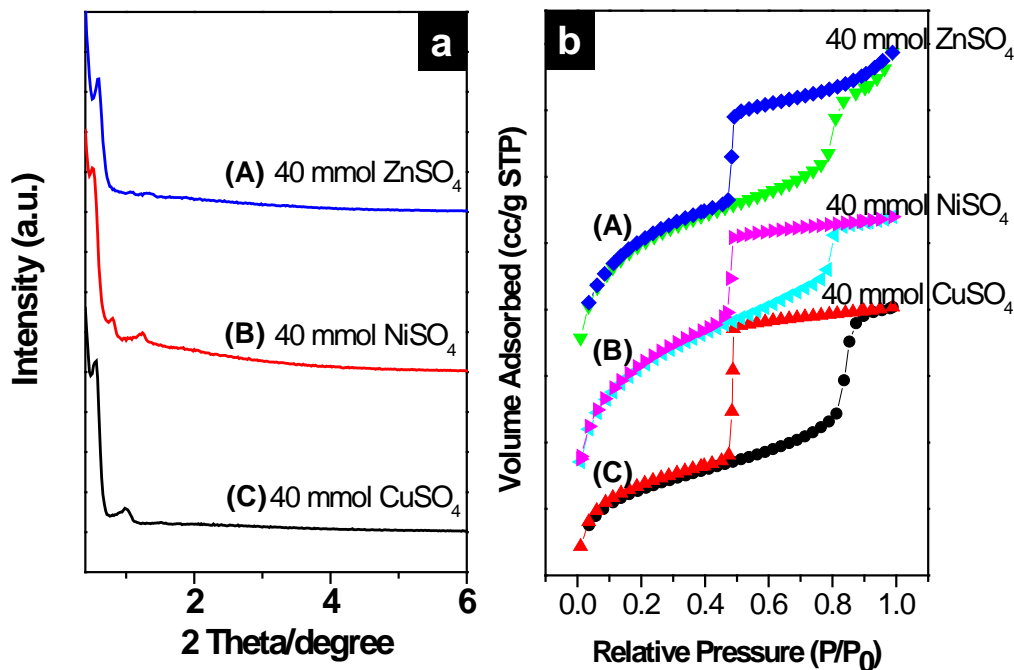 a
Intensity (a.u.)
(A) 40 mmol ZnSO4
(B) 40 mmol NiSO4
(C) 40 mmol CuSO4
2 4 6
2 Theta/degree
b
Volume Adsorbed (cc/g STP)
40 mmol ZnSO4
(A)
40 mmol NiSO4
(B)
40 mmol CuSO4
(C)
0.0 0.2 0.4 0.6 0.8 1.0
Relative Pressure (P/P0)